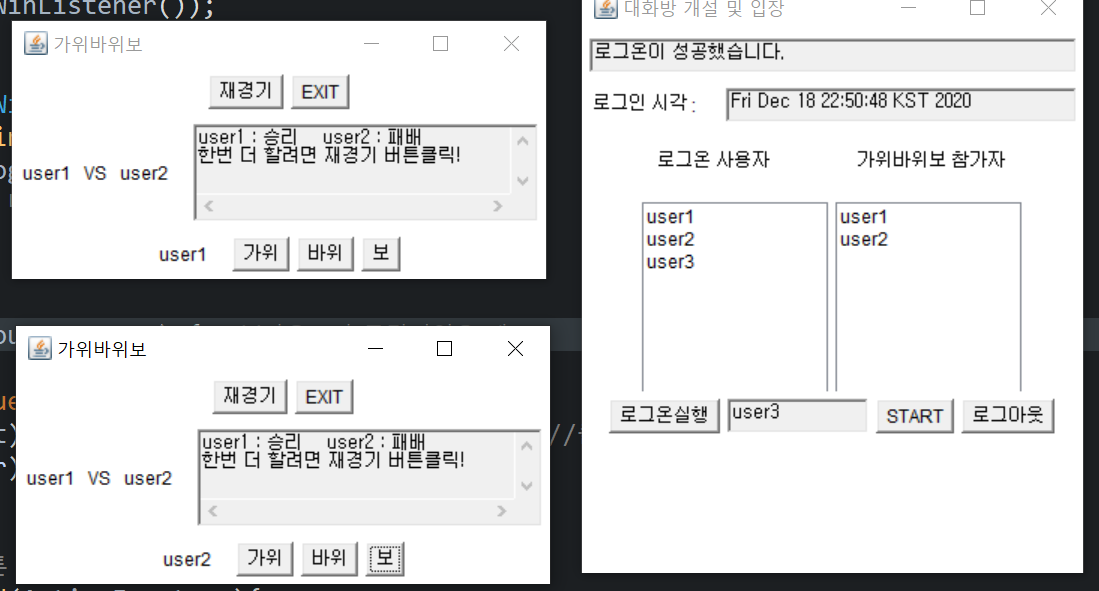 WinListener());
가위바위보
재경기 EXIT
user1 : 승리 user2 : 패배
한번 더 할려면 재경기 버튼클릭!
user1 VS user2
user1 가위 바위 보
가위바위보
재경기 EXIT
user1 : 승리 user2 : 패배
한번 더 할려면 재경기 버튼클릭!
user1 VS user2
user2 가위 바위 보
대화방 개설 및 입장
로그온이 성공했습니다.
로그인 시각 : Fri Dec 18 22:50:48 KST 2020
로그온 사용자 가위바위보 참가자
user1 user1
user2 user2
user3
로그온실행 user3 START 로그아웃